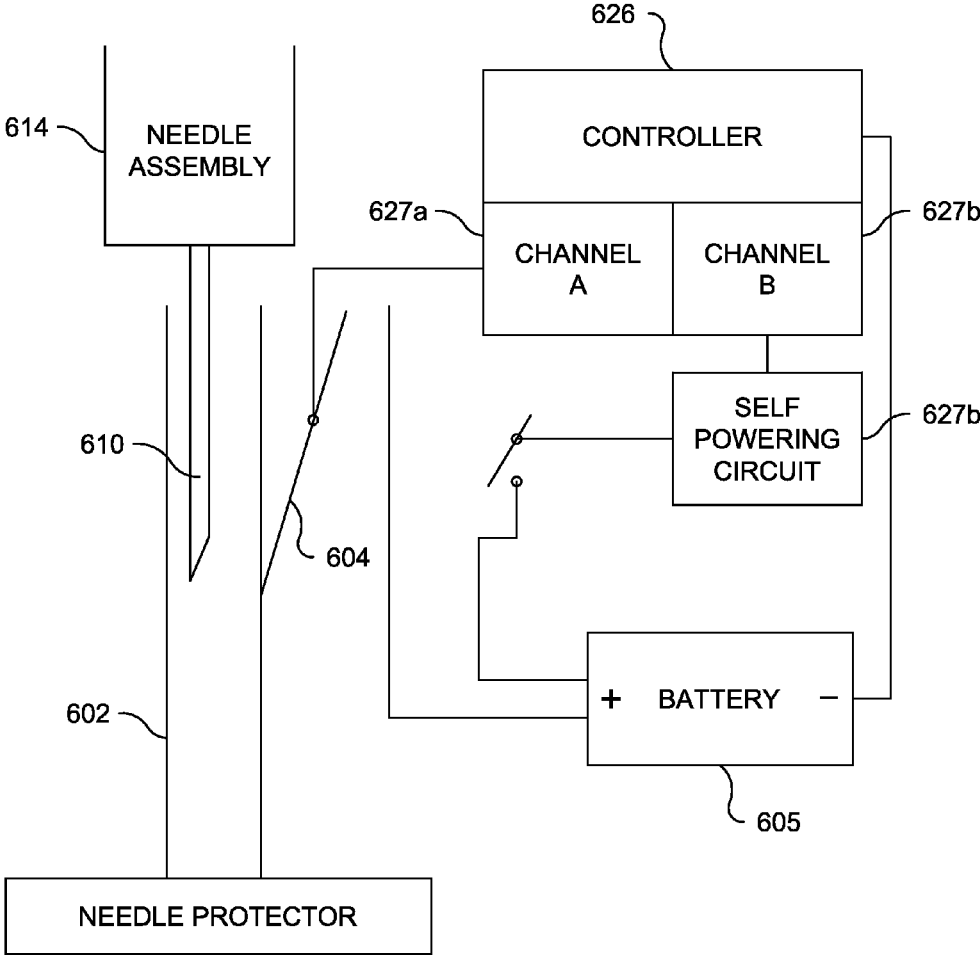 626
614
NEEDLE
ASSEMBLY
CONTROLLER
627a
627b
CHANNEL
A
CHANNEL
B
610
SELF
POWERING
CIRCUIT
627b
604
602
+ BATTERY −
605
NEEDLE PROTECTOR